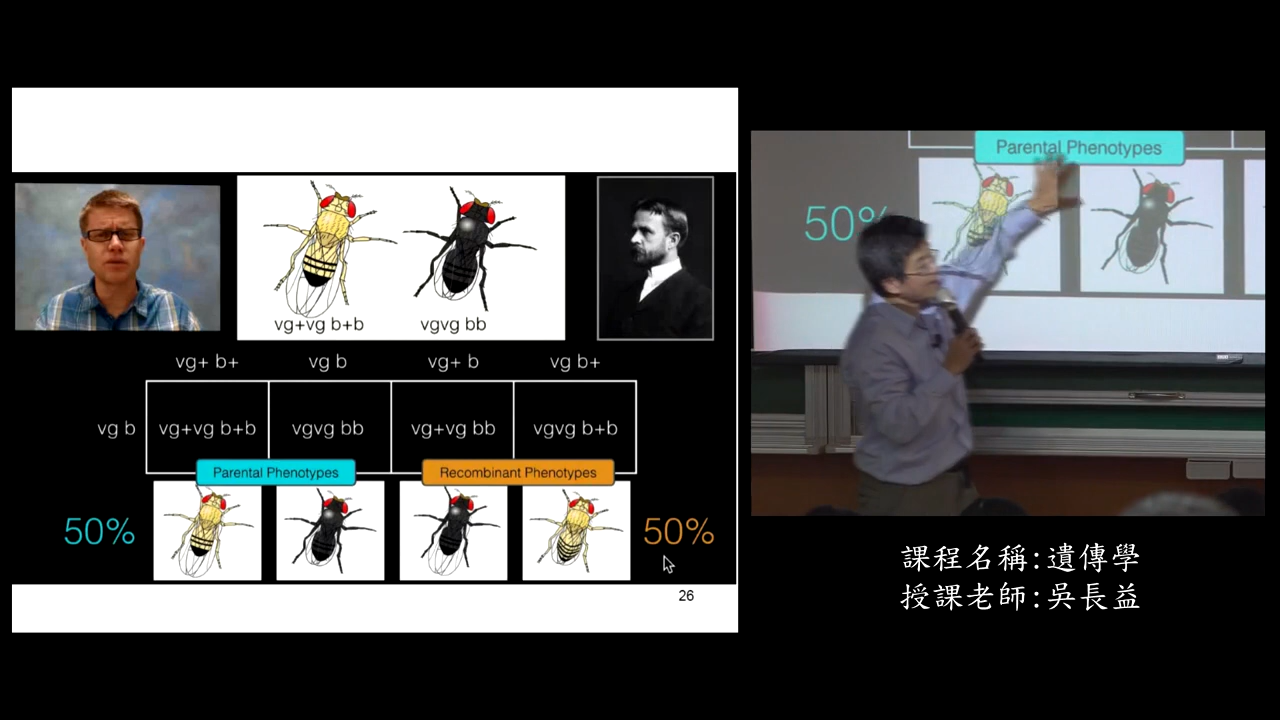 vg+vg b+b
vgvg bb
vg+ b+
vg b
vg+ b
vg b+
vg b
vg+vg b+b
vgvg bb
vg+vg bb
vgvg b+b
Parental Phenotypes
Recombinant Phenotypes
50%
50%
26
Parental Phenotypes
50%
課程名稱:遺傳學
授課老師:吳長益